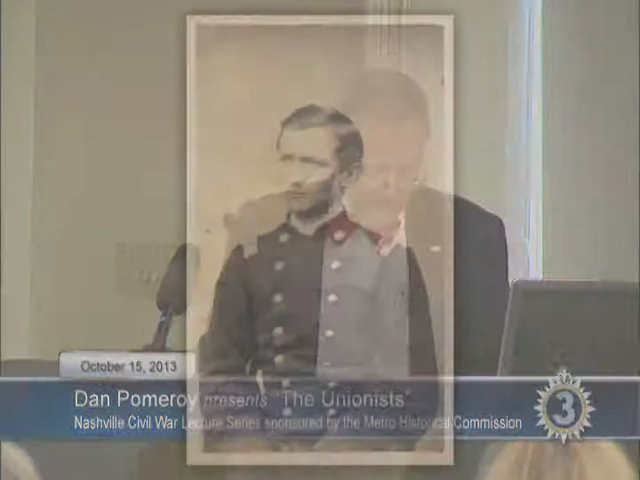 October 15, 2013
Dan Pomeroy presents "The Unionists"
Nashville Civil War Lecture Series sponsored by the Metro Historical Commission
3